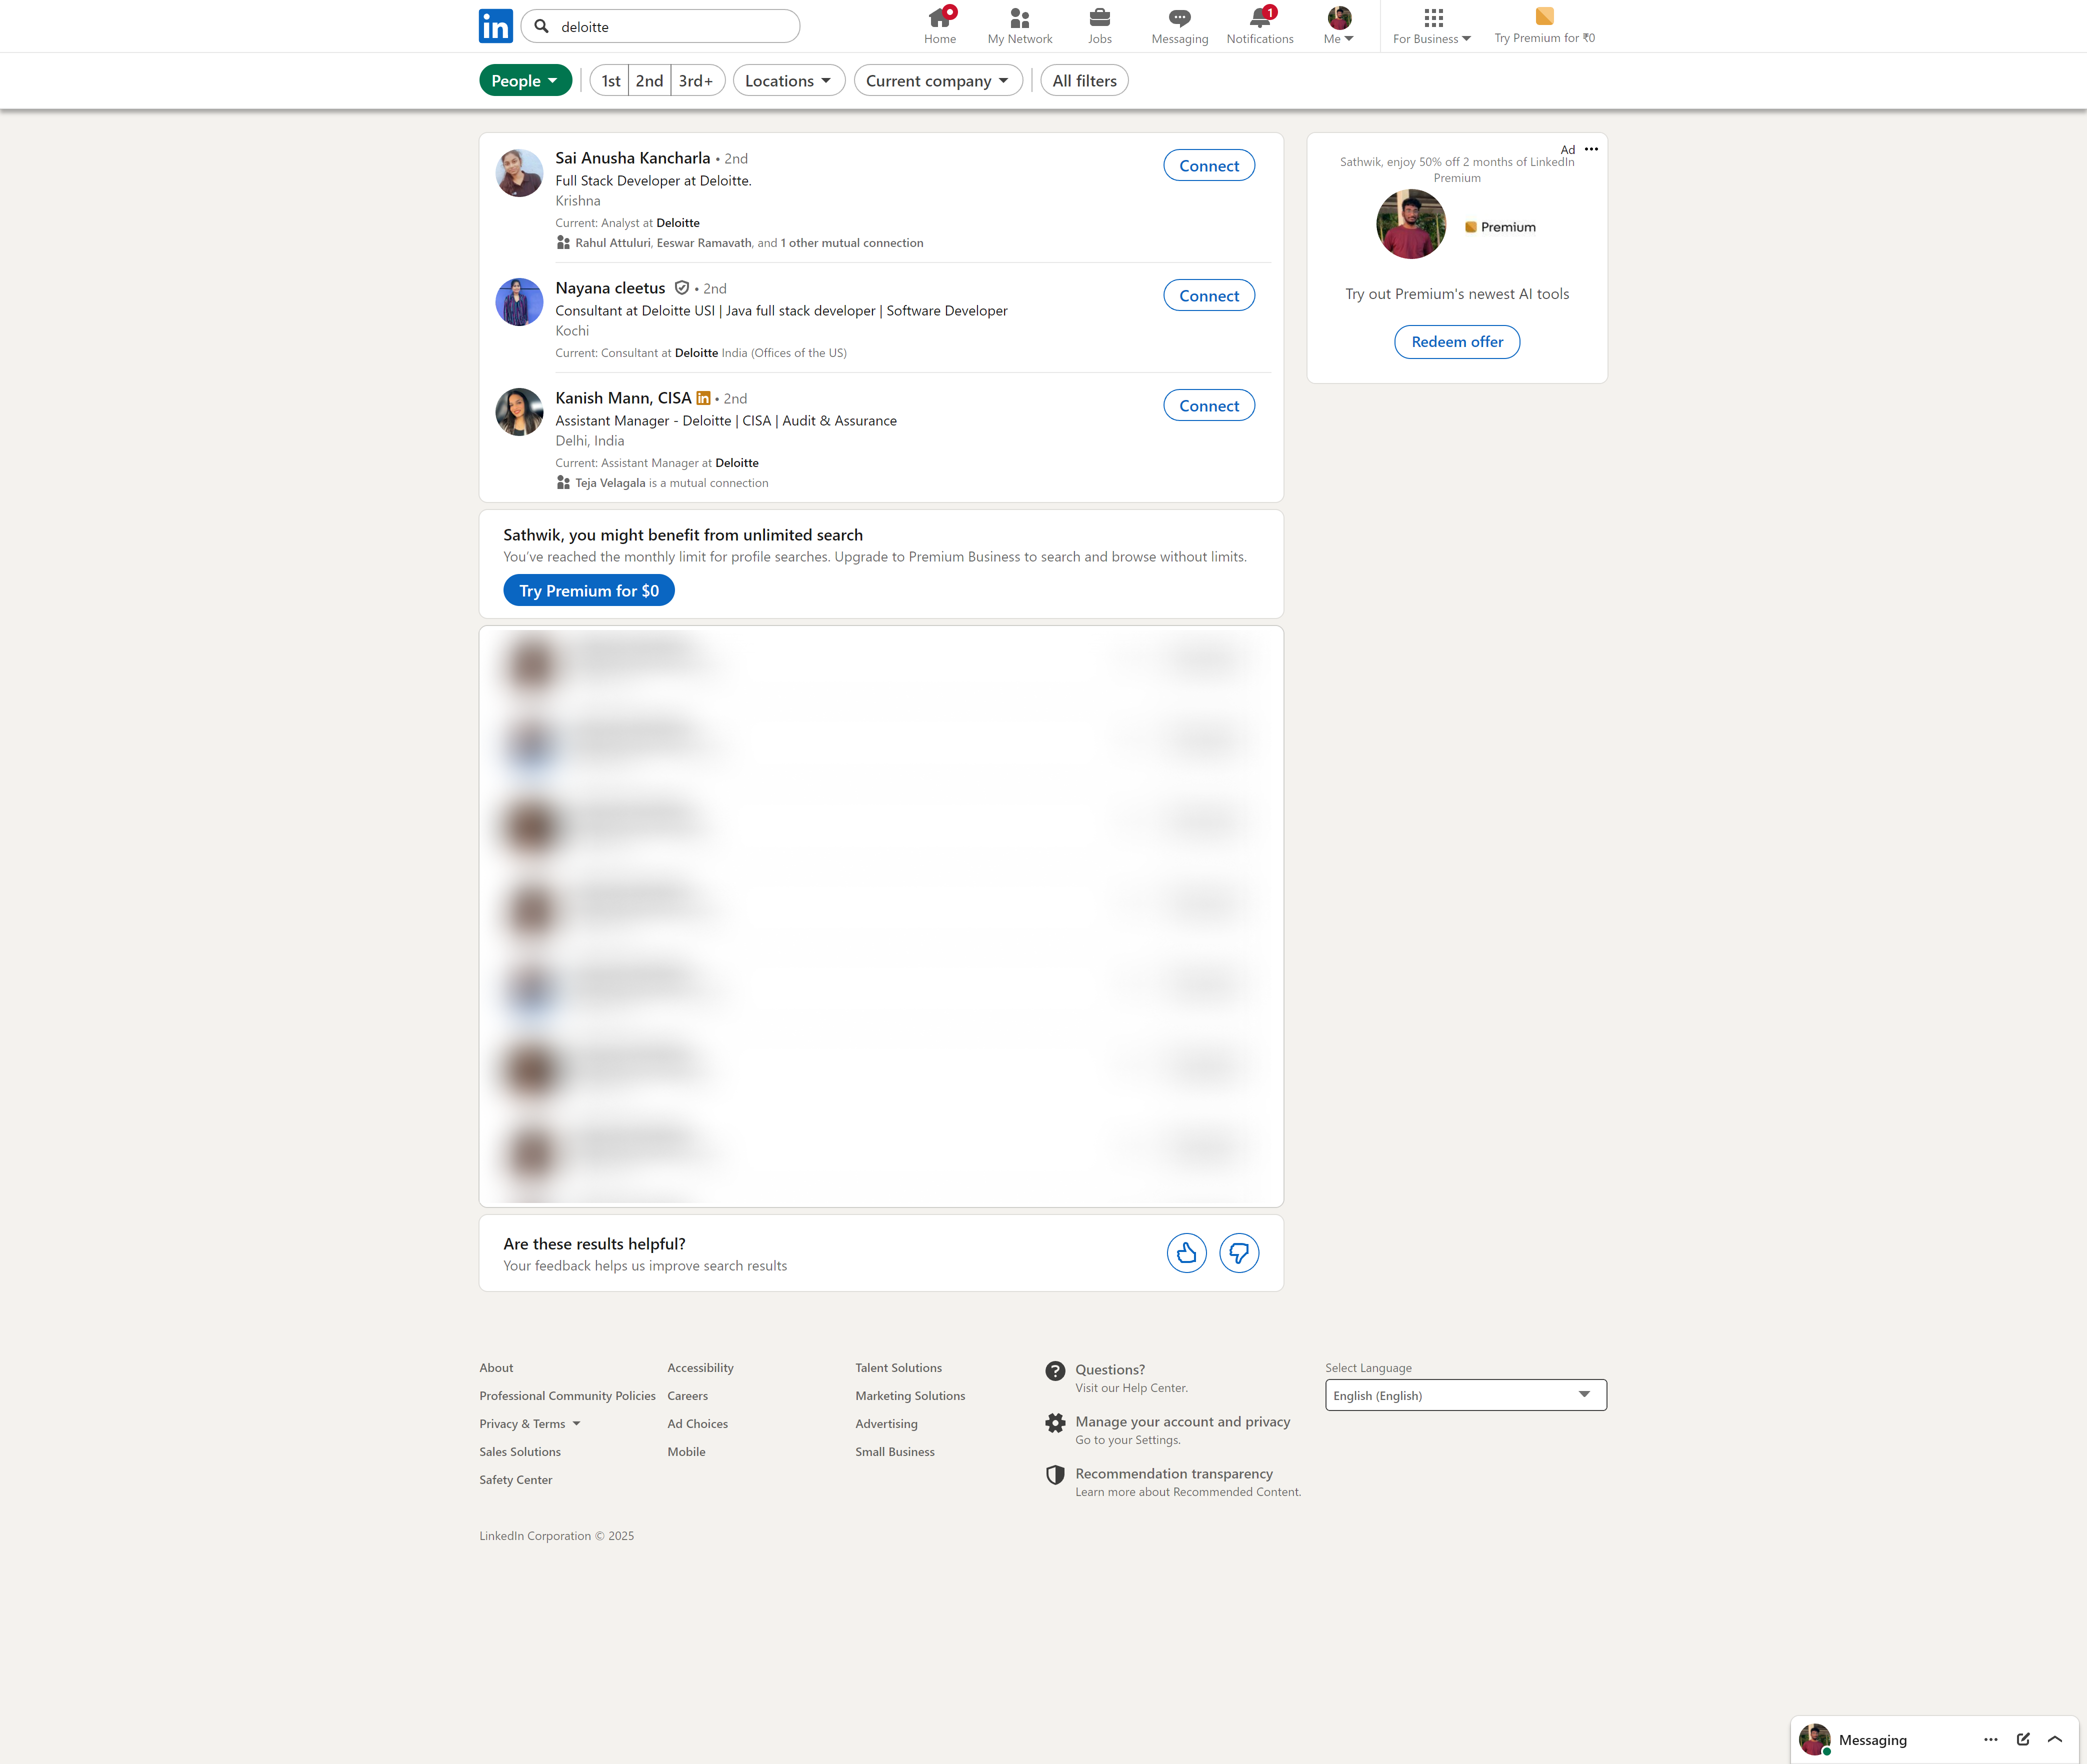 in
deloitte
Home
My Network
Jobs
Messaging
1
Notifications
Me
For Business
Try Premium for ₹0
People
1st
2nd
3rd+
Locations
Current company
All filters
Sai Anusha Kancharla • 2nd
Full Stack Developer at Deloitte.
Krishna
Current: Analyst at Deloitte
Rahul Attuluri, Eeswar Ramavath, and 1 other mutual connection
Connect
Nayana cleetus • 2nd
Consultant at Deloitte USI | Java full stack developer | Software Developer
Kochi
Current: Consultant at Deloitte India (Offices of the US)
Connect
Kanish Mann, CISA in • 2nd
Assistant Manager - Deloitte | CISA | Audit & Assurance
Delhi, India
Current: Assistant Manager at Deloitte
Teja Velagala is a mutual connection
Connect
Ad
Sathwik, enjoy 50% off 2 months of LinkedIn
Premium
Premium
Try out Premium's newest AI tools
Redeem offer
Sathwik, you might benefit from unlimited search
You've reached the monthly limit for profile searches. Upgrade to Premium Business to search and browse without limits.
Try Premium for $0
Are these results helpful?
Your feedback helps us improve search results
About
Professional Community Policies
Privacy & Terms
Sales Solutions
Safety Center
Accessibility
Careers
Ad Choices
Mobile
Talent Solutions
Marketing Solutions
Advertising
Small Business
Questions?
Visit our Help Center.
Manage your account and privacy
Go to your Settings.
Recommendation transparency
Learn more about Recommended Content.
Select Language
English (English)
LinkedIn Corporation © 2025
Messaging